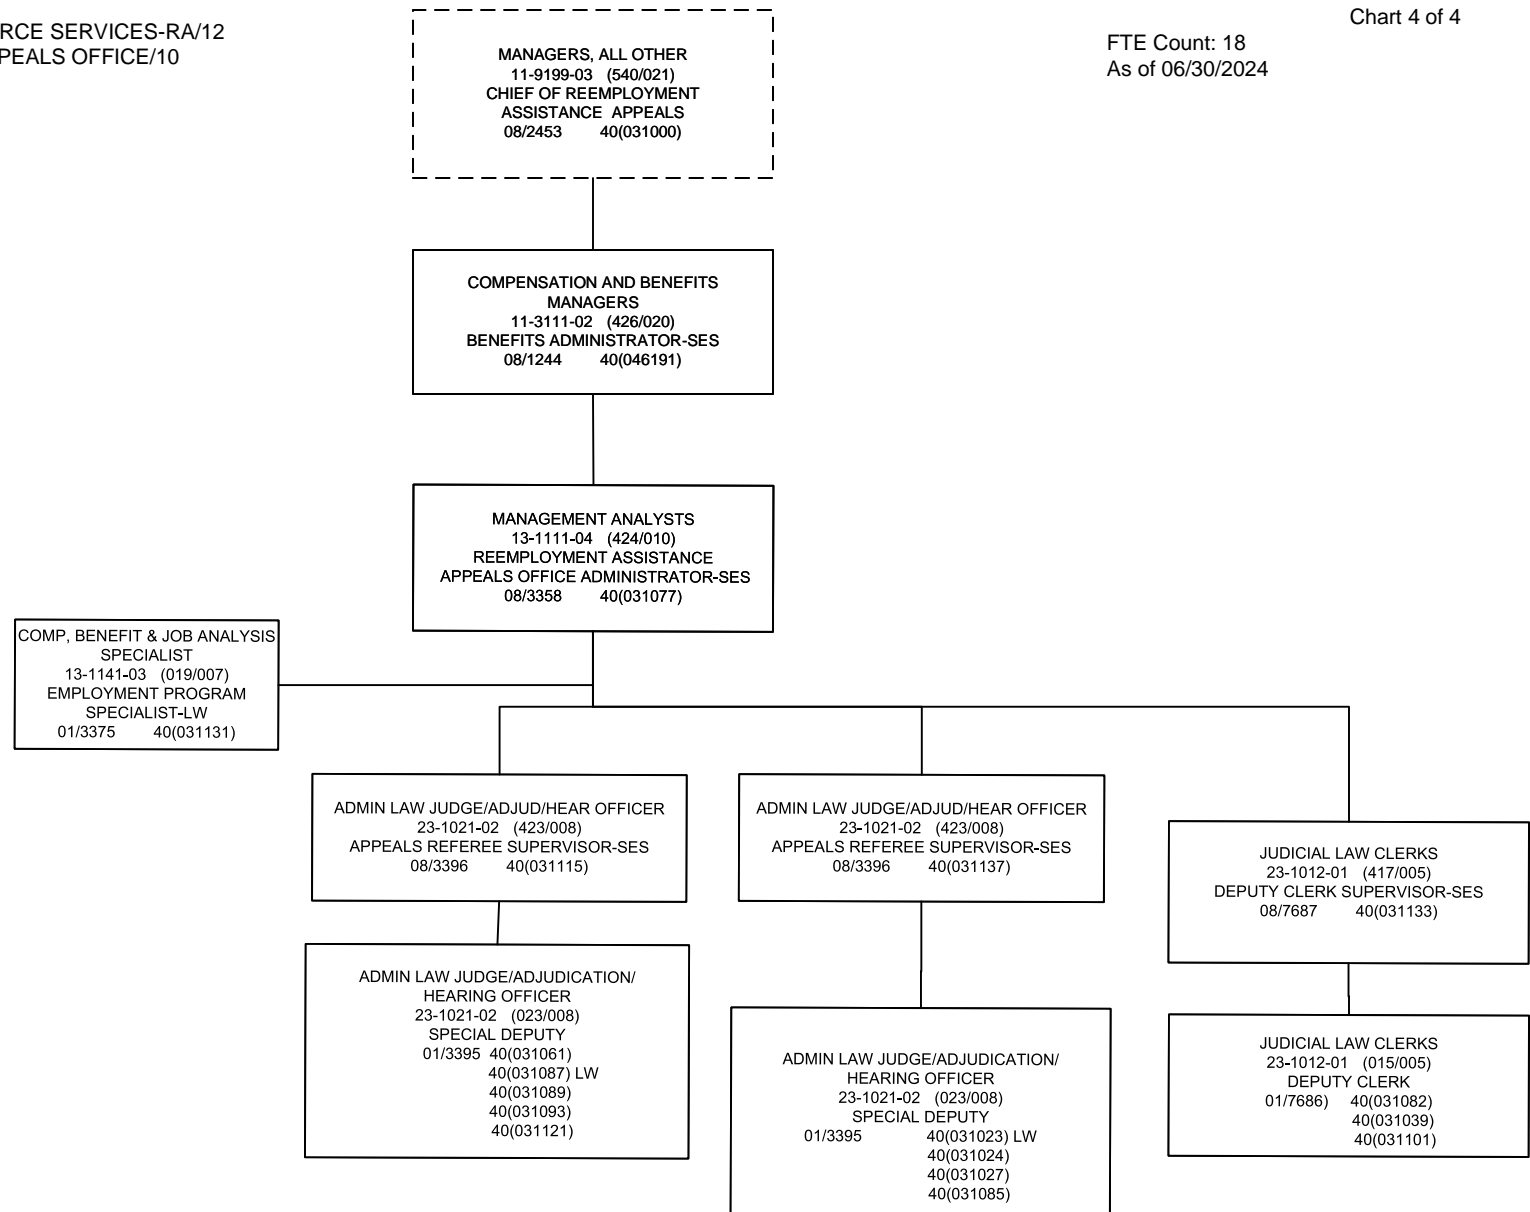 RCE SERVICES-RA/12
PEALS OFFICE/10
Chart 4 of 4
FTE Count: 18
As of 06/30/2024
MANAGERS, ALL OTHER
11-9199-03 (540/021)
CHIEF OF REEMPLOYMENT
ASSISTANCE APPEALS
08/2453 40(031000)
COMPENSATION AND BENEFITS
MANAGERS
11-3111-02 (426/020)
BENEFITS ADMINISTRATOR-SES
08/1244 40(046191)
MANAGEMENT ANALYSTS
13-1111-04 (424/010)
REEMPLOYMENT ASSISTANCE
APPEALS OFFICE ADMINISTRATOR-SES
08/3358 40(031077)
COMP, BENEFIT & JOB ANALYSIS
SPECIALIST
13-1141-03 (019/007)
EMPLOYMENT PROGRAM
SPECIALIST-LW
01/3375 40(031131)
ADMIN LAW JUDGE/ADJUD/HEAR OFFICER
23-1021-02 (423/008)
APPEALS REFEREE SUPERVISOR-SES
08/3396 40(031115)
ADMIN LAW JUDGE/ADJUD/HEAR OFFICER
23-1021-02 (423/008)
APPEALS REFEREE SUPERVISOR-SES
08/3396 40(031137)
JUDICIAL LAW CLERKS
23-1012-01 (417/005)
DEPUTY CLERK SUPERVISOR-SES
08/7687 40(031133)
ADMIN LAW JUDGE/ADJUDICATION/
HEARING OFFICER
23-1021-02 (023/008)
SPECIAL DEPUTY
01/3395 40(031061)
40(031087) LW
40(031089)
40(031093)
40(031121)
ADMIN LAW JUDGE/ADJUDICATION/
HEARING OFFICER
23-1021-02 (023/008)
SPECIAL DEPUTY
01/3395 40(031023) LW
40(031024)
40(031027)
40(031085)
JUDICIAL LAW CLERKS
23-1012-01 (015/005)
DEPUTY CLERK
01/7686) 40(031082)
40(031039)
40(031101)